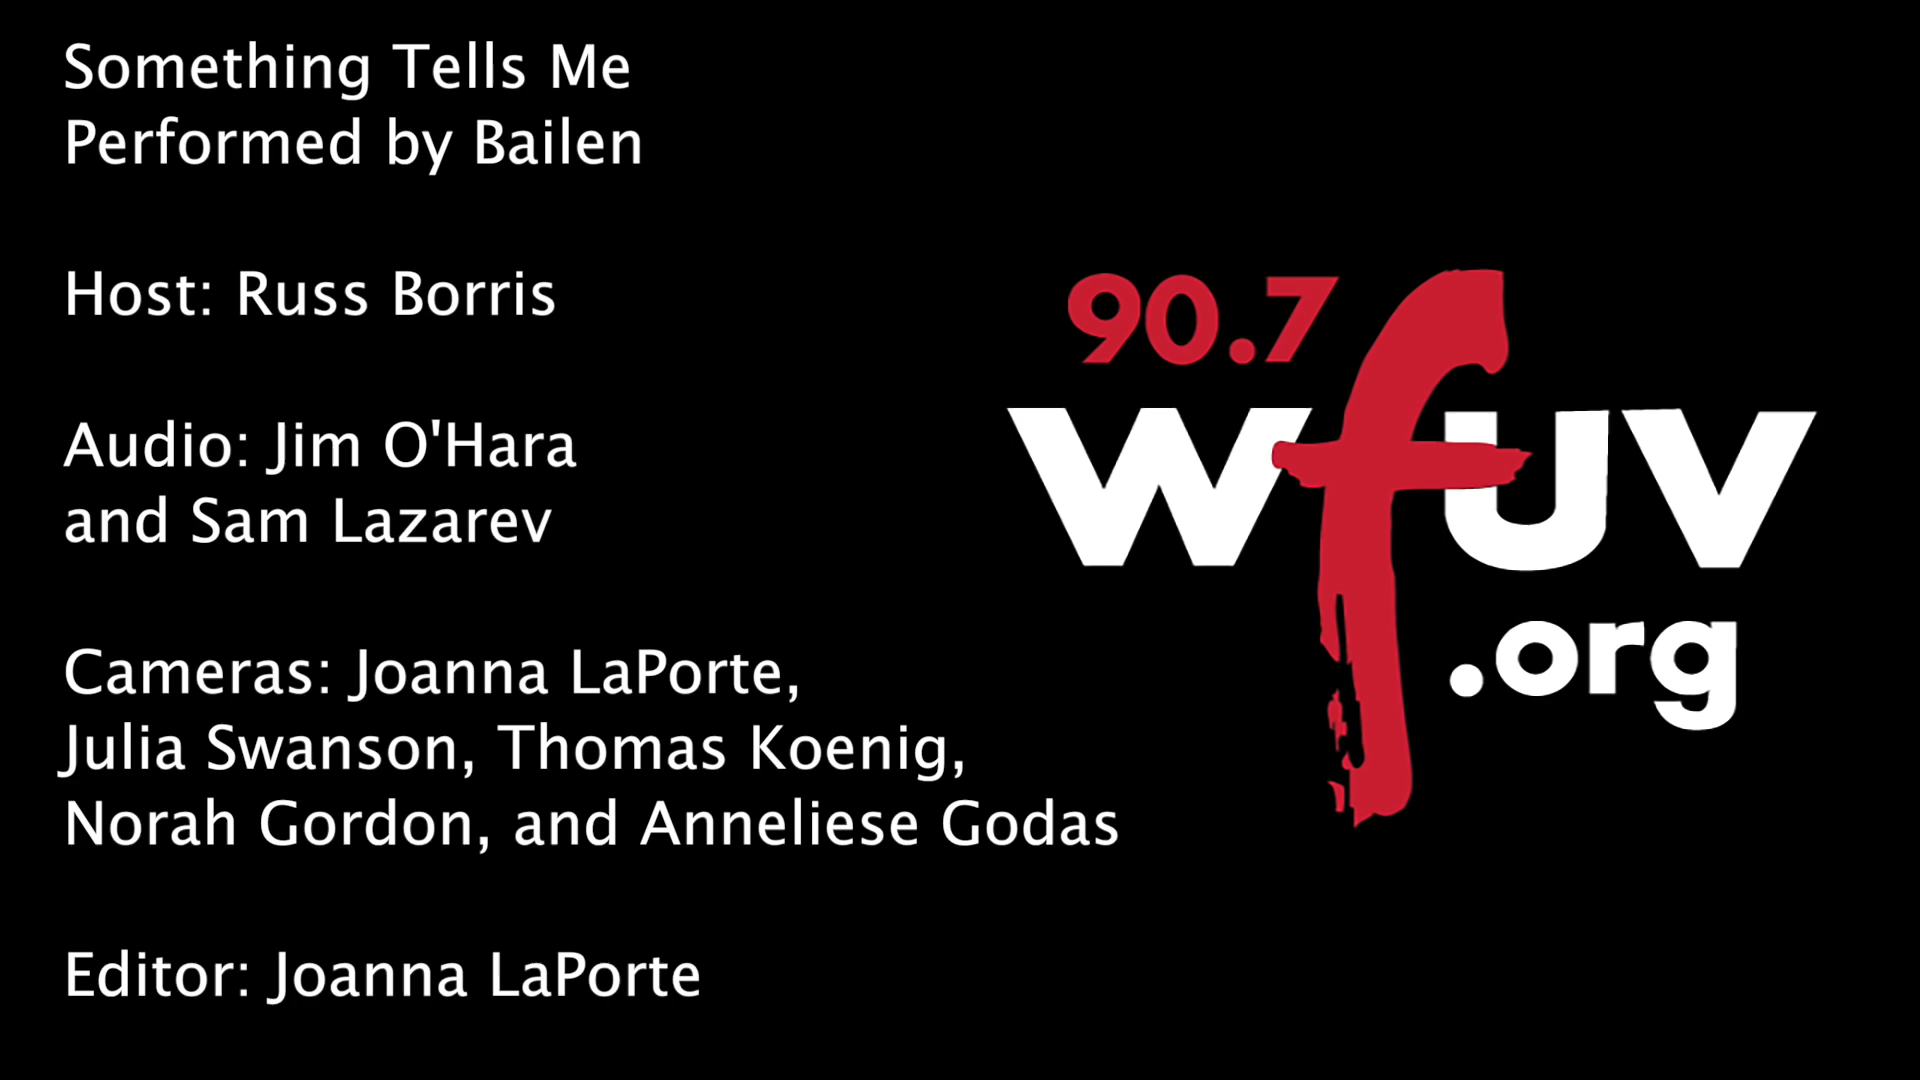 Something Tells Me
Performed by Bailen
Host: Russ Borris
Audio: Jim O'Hara
and Sam Lazarev
Cameras: Joanna LaPorte,
Julia Swanson, Thomas Koenig,
Norah Gordon, and Anneliese Godas
Editor: Joanna LaPorte
90.7
wfuv
.org